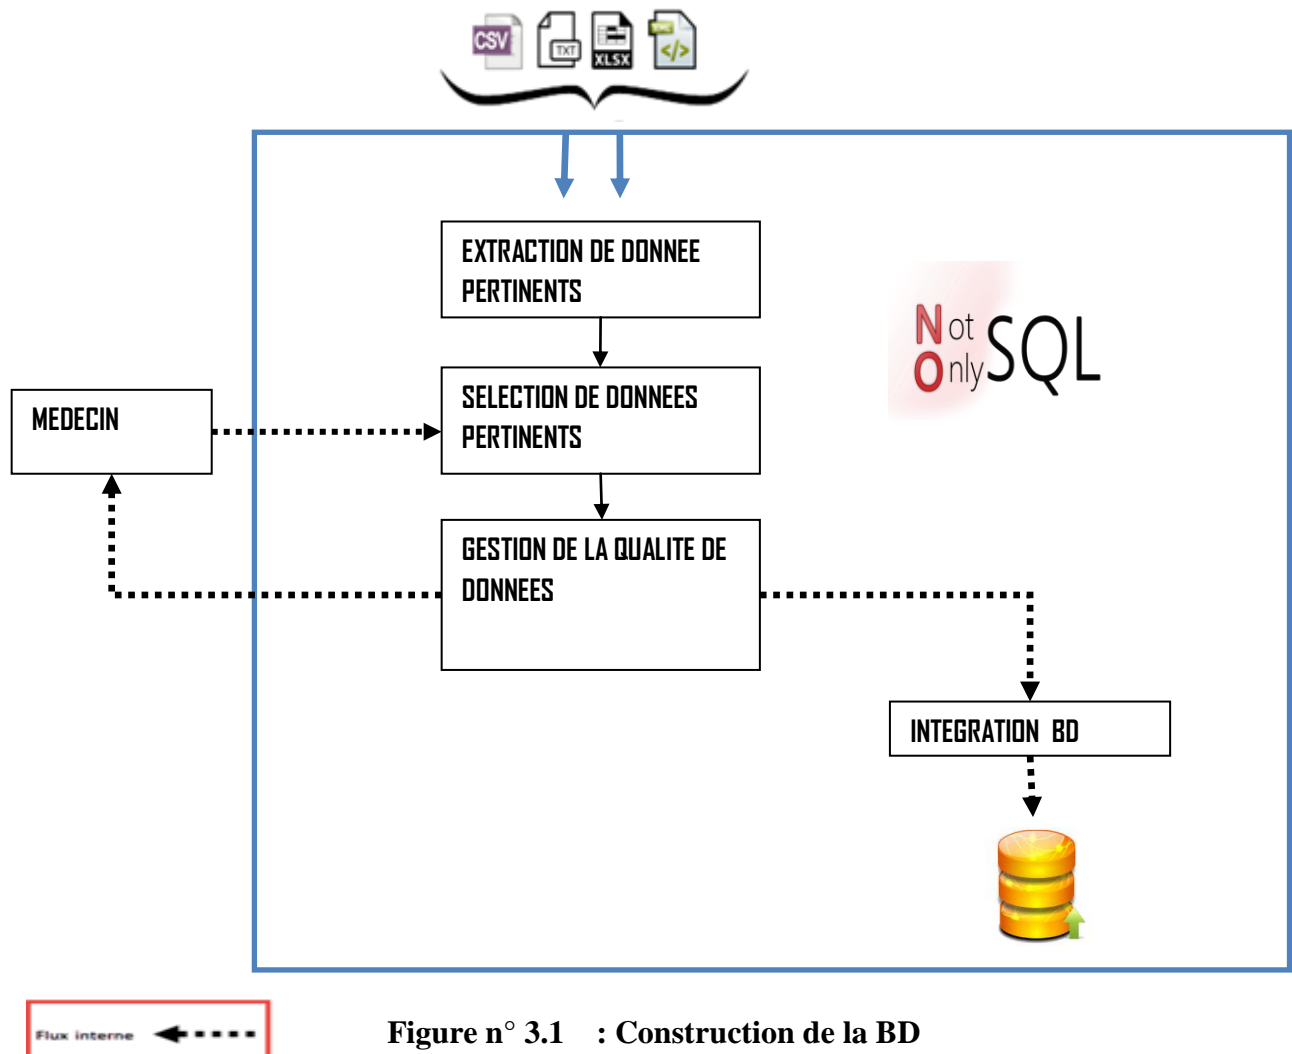 CSV
TXT
XLSX
</>
EXTRACTION DE DONNEE
PERTINENTS
Not
Only SQL
SELECTION DE DONNEES
PERTINENTS
MEDECIN
GESTION DE LA QUALITE DE
DONNEES
INTEGRATION BD
Flux interne
Figure n° 3.1 : Construction de la BD